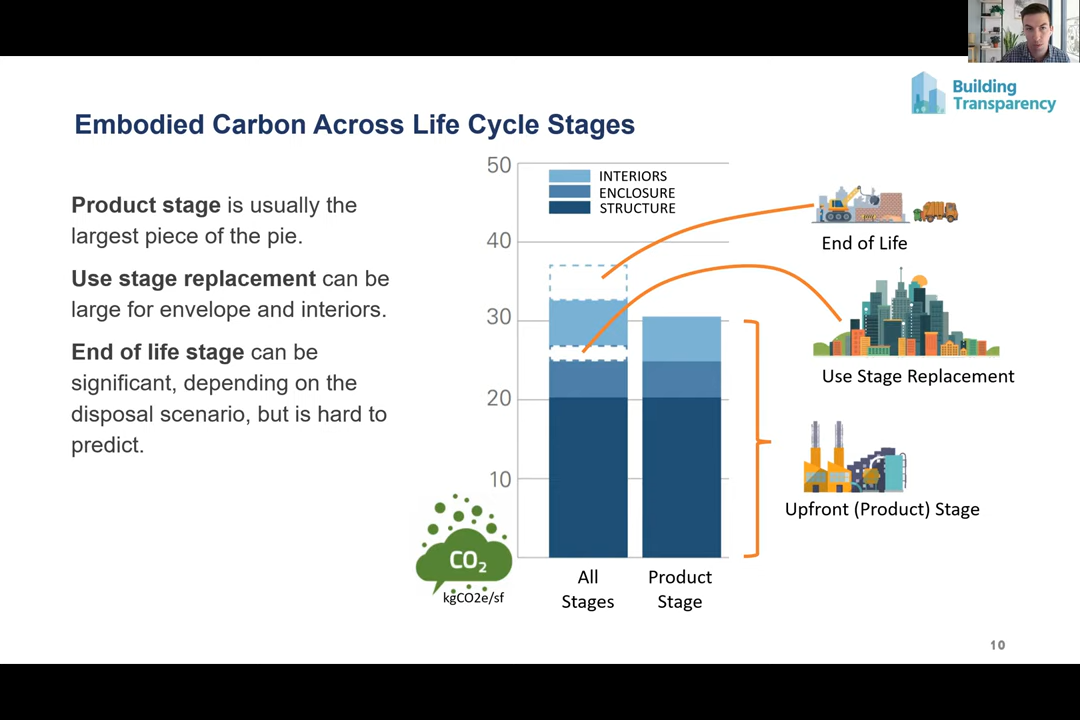 Building
Transparency
Embodied Carbon Across Life Cycle Stages
Product stage is usually the
largest piece of the pie.
Use stage replacement can be
large for envelope and interiors.
End of life stage can be
significant, depending on the
disposal scenario, but is hard to
predict.
50
40
30
20
10
INTERIORS
ENCLOSURE
STRUCTURE
CO2
kgCO2e/sf
All
Stages
Product
Stage
End of Life
Use Stage Replacement
Upfront (Product) Stage
10